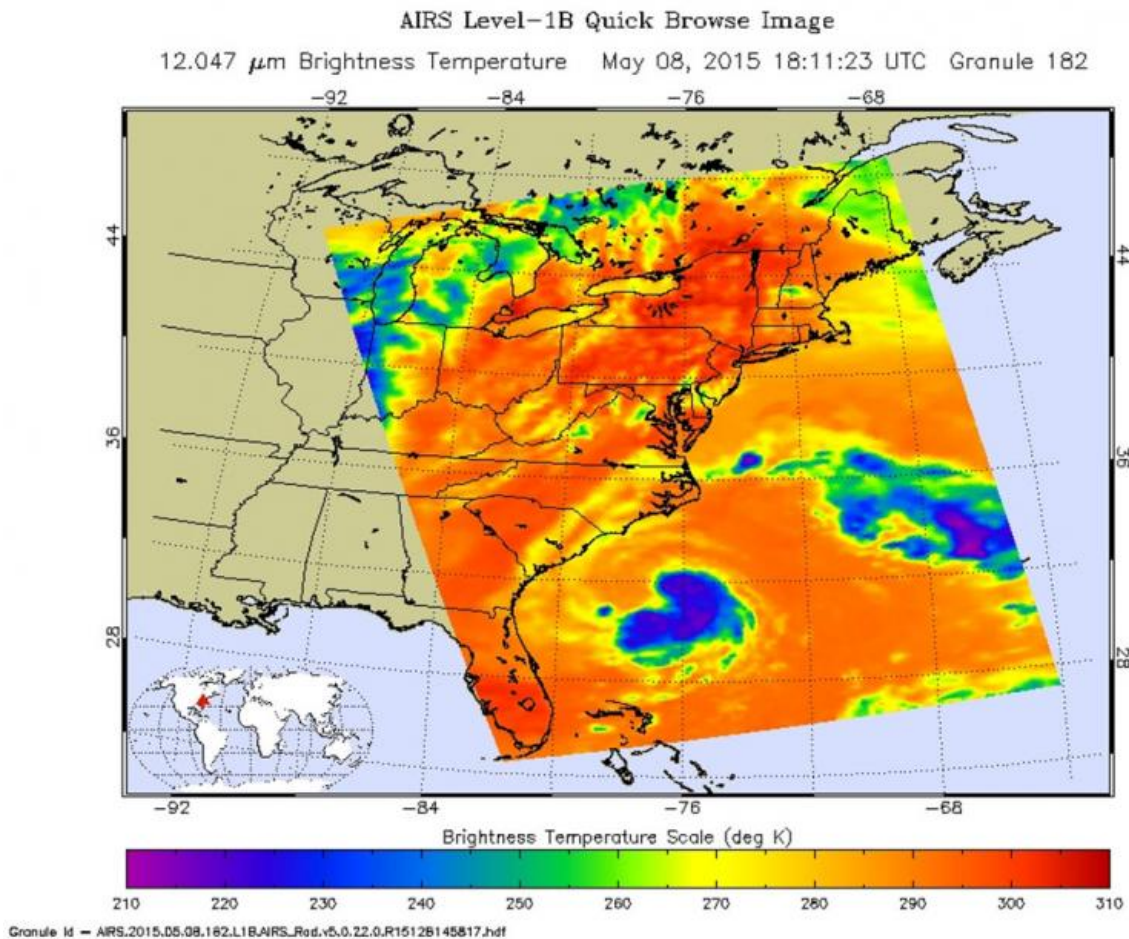 AIRS Level-1B Quick Browse Image
12.047 μm Brightness Temperature May 08, 2015 18:11:23 UTC Granule 182
-92 -84 -76 -68
44 44
36 36
28 28
-92 -84 -76 -68
Brightness Temperature Scale (deg K)
210 220 230 240 250 260 270 280 290 300 310
Granule Id - AIRS.2015.05.08.182.L1B.AIRS_Rad.v5.0.22.0.R15128145817.hdf